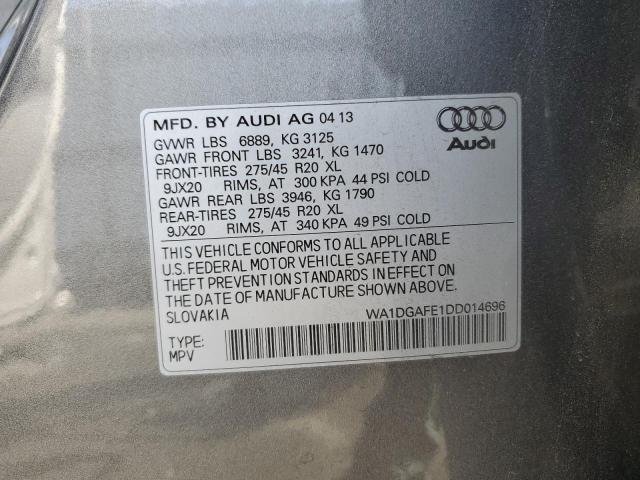 MFD. BY AUDI AG 04 13
GVWR LBS 6889, KG 3125
GAWR FRONT LBS 3241, KG 1470
FRONT-TIRES 275/45 R20 XL
9JX20 RIMS, AT 300 KPA 44 PSI COLD
GAWR REAR LBS 3946, KG 1790
REAR-TIRES 275/45 R20 XL
9JX20 RIMS, AT 340 KPA 49 PSI COLD
Audi
THIS VEHICLE CONFORMS TO ALL APPLICABLE
U.S. FEDERAL MOTOR VEHICLE SAFETY AND
THEFT PREVENTION STANDARDS IN EFFECT ON
THE DATE OF MANUFACTURE SHOWN ABOVE.
SLOVAKIA
WA1DGAFE1DD014696
TYPE:
MPV